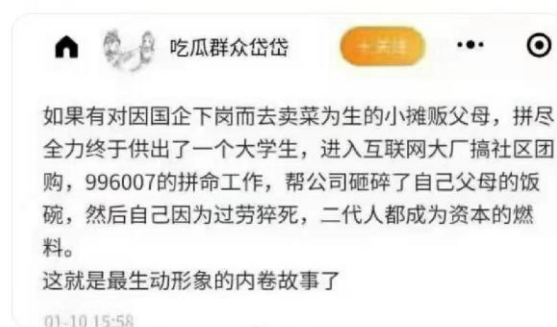 吃瓜群众岱岱
+关注
如果有对因国企下岗而去卖菜为生的小摊贩父母，拼尽
全力终于供出了一个大学生，进入互联网大厂搞社区团
购，996007的拼命工作，帮公司砸碎了自己父母的饭
碗，然后自己因为过劳猝死，二代人都成为资本的燃
料。
这就是最生动形象的内卷故事了
01-10 15:58